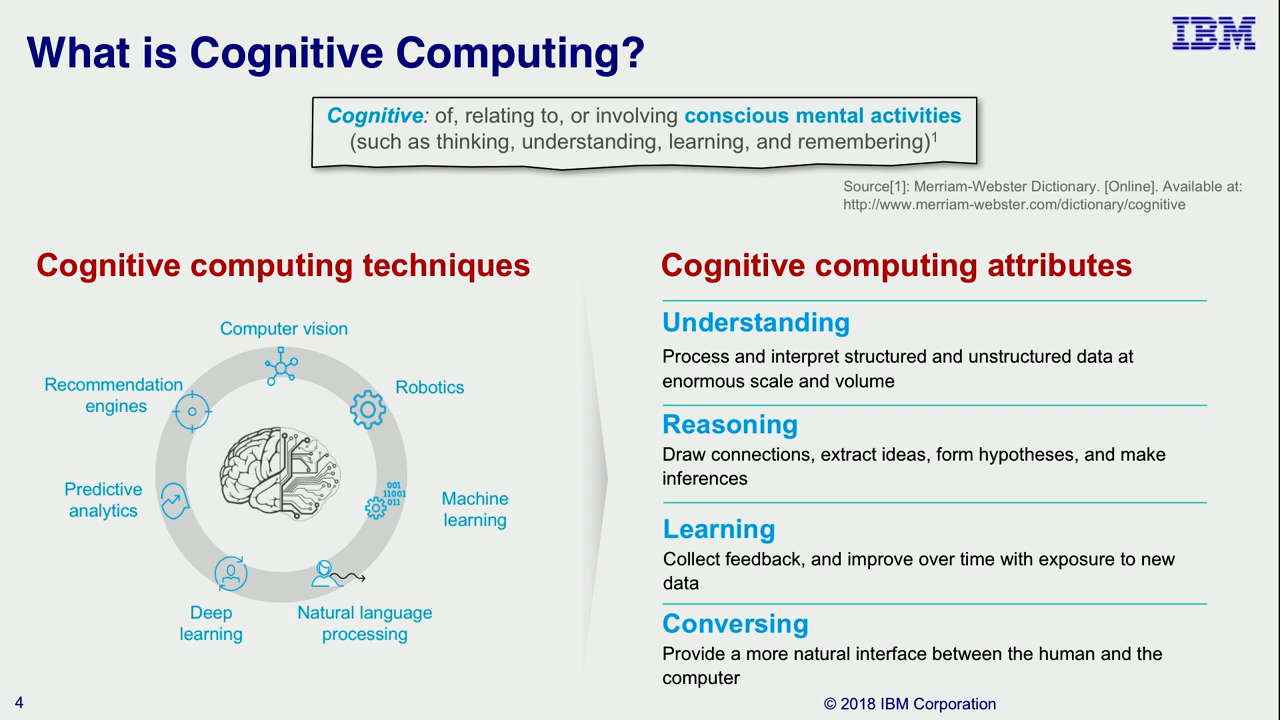 What is Cognitive Computing?
IBM
Cognitive: of, relating to, or involving conscious mental activities
(such as thinking, understanding, learning, and remembering)1
Source[1]: Merriam-Webster Dictionary. [Online]. Available at:
http://www.merriam-webster.com/dictionary/cognitive
Cognitive computing techniques
Computer vision
Recommendation
engines
Robotics
Predictive
analytics
001
11001
011
Machine
learning
Deep
learning
Natural language
processing
Cognitive computing attributes
Understanding
Process and interpret structured and unstructured data at
enormous scale and volume
Reasoning
Draw connections, extract ideas, form hypotheses, and make
inferences
Learning
Collect feedback, and improve over time with exposure to new
data
Conversing
Provide a more natural interface between the human and the
computer
4
© 2018 IBM Corporation